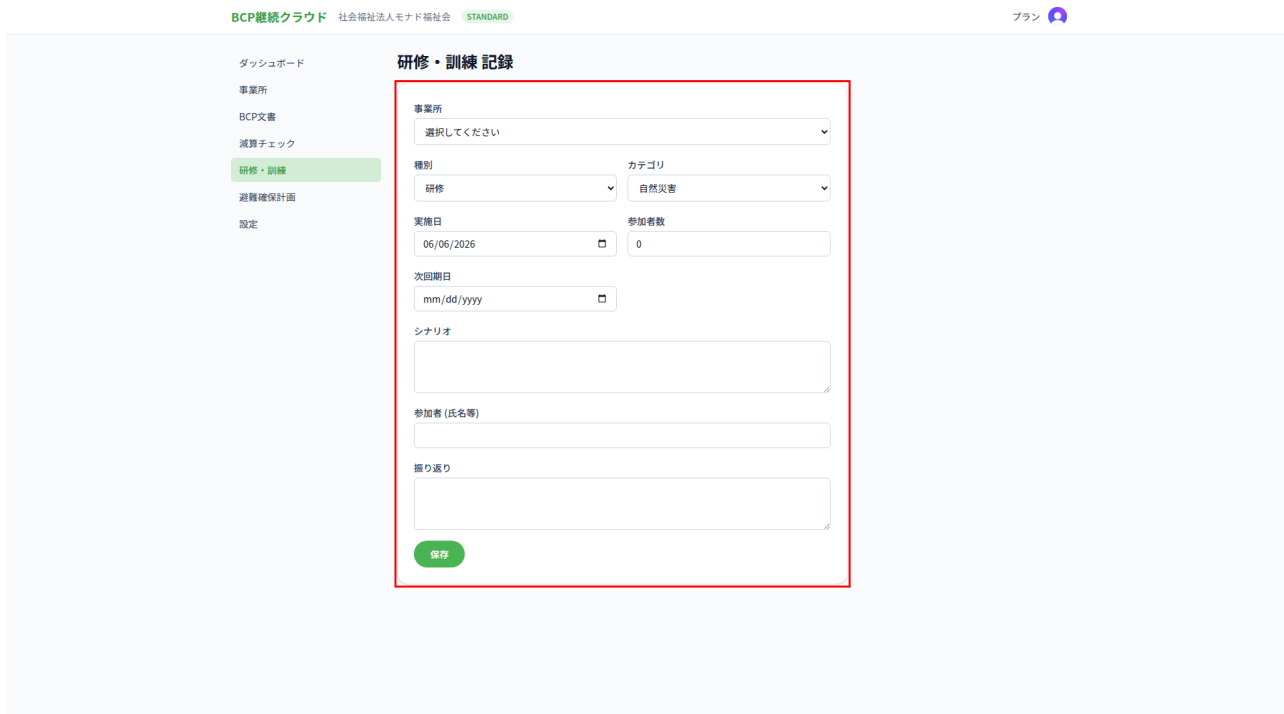 BCP継続クラウド 社会福祉法人モナド福祉会 STANDARD プラン
ダッシュボード
事業所
BCP文書
減算チェック
研修・訓練
避難確保計画
設定
研修・訓練 記録
事業所
選択してください
種別 カテゴリ
研修 自然災害
実施日 参加者数
06/06/2026 0
次回期日
mm/dd/yyyy
シナリオ
参加者 (氏名等)
振り返り
保存